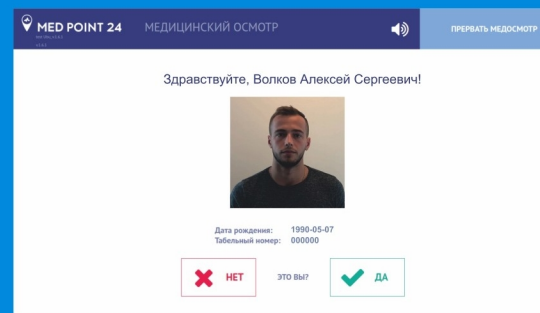 MED POINT 24
МЕДИЦИНСКИЙ ОСМОТР
ПРЕРВАТЬ МЕДОСМОТР
Здравствуйте, Волков Алексей Сергеевич!
Дата рождения: 1990-05-07
Табельный номер: 000000
НЕТ
ЭТО ВЫ?
ДА